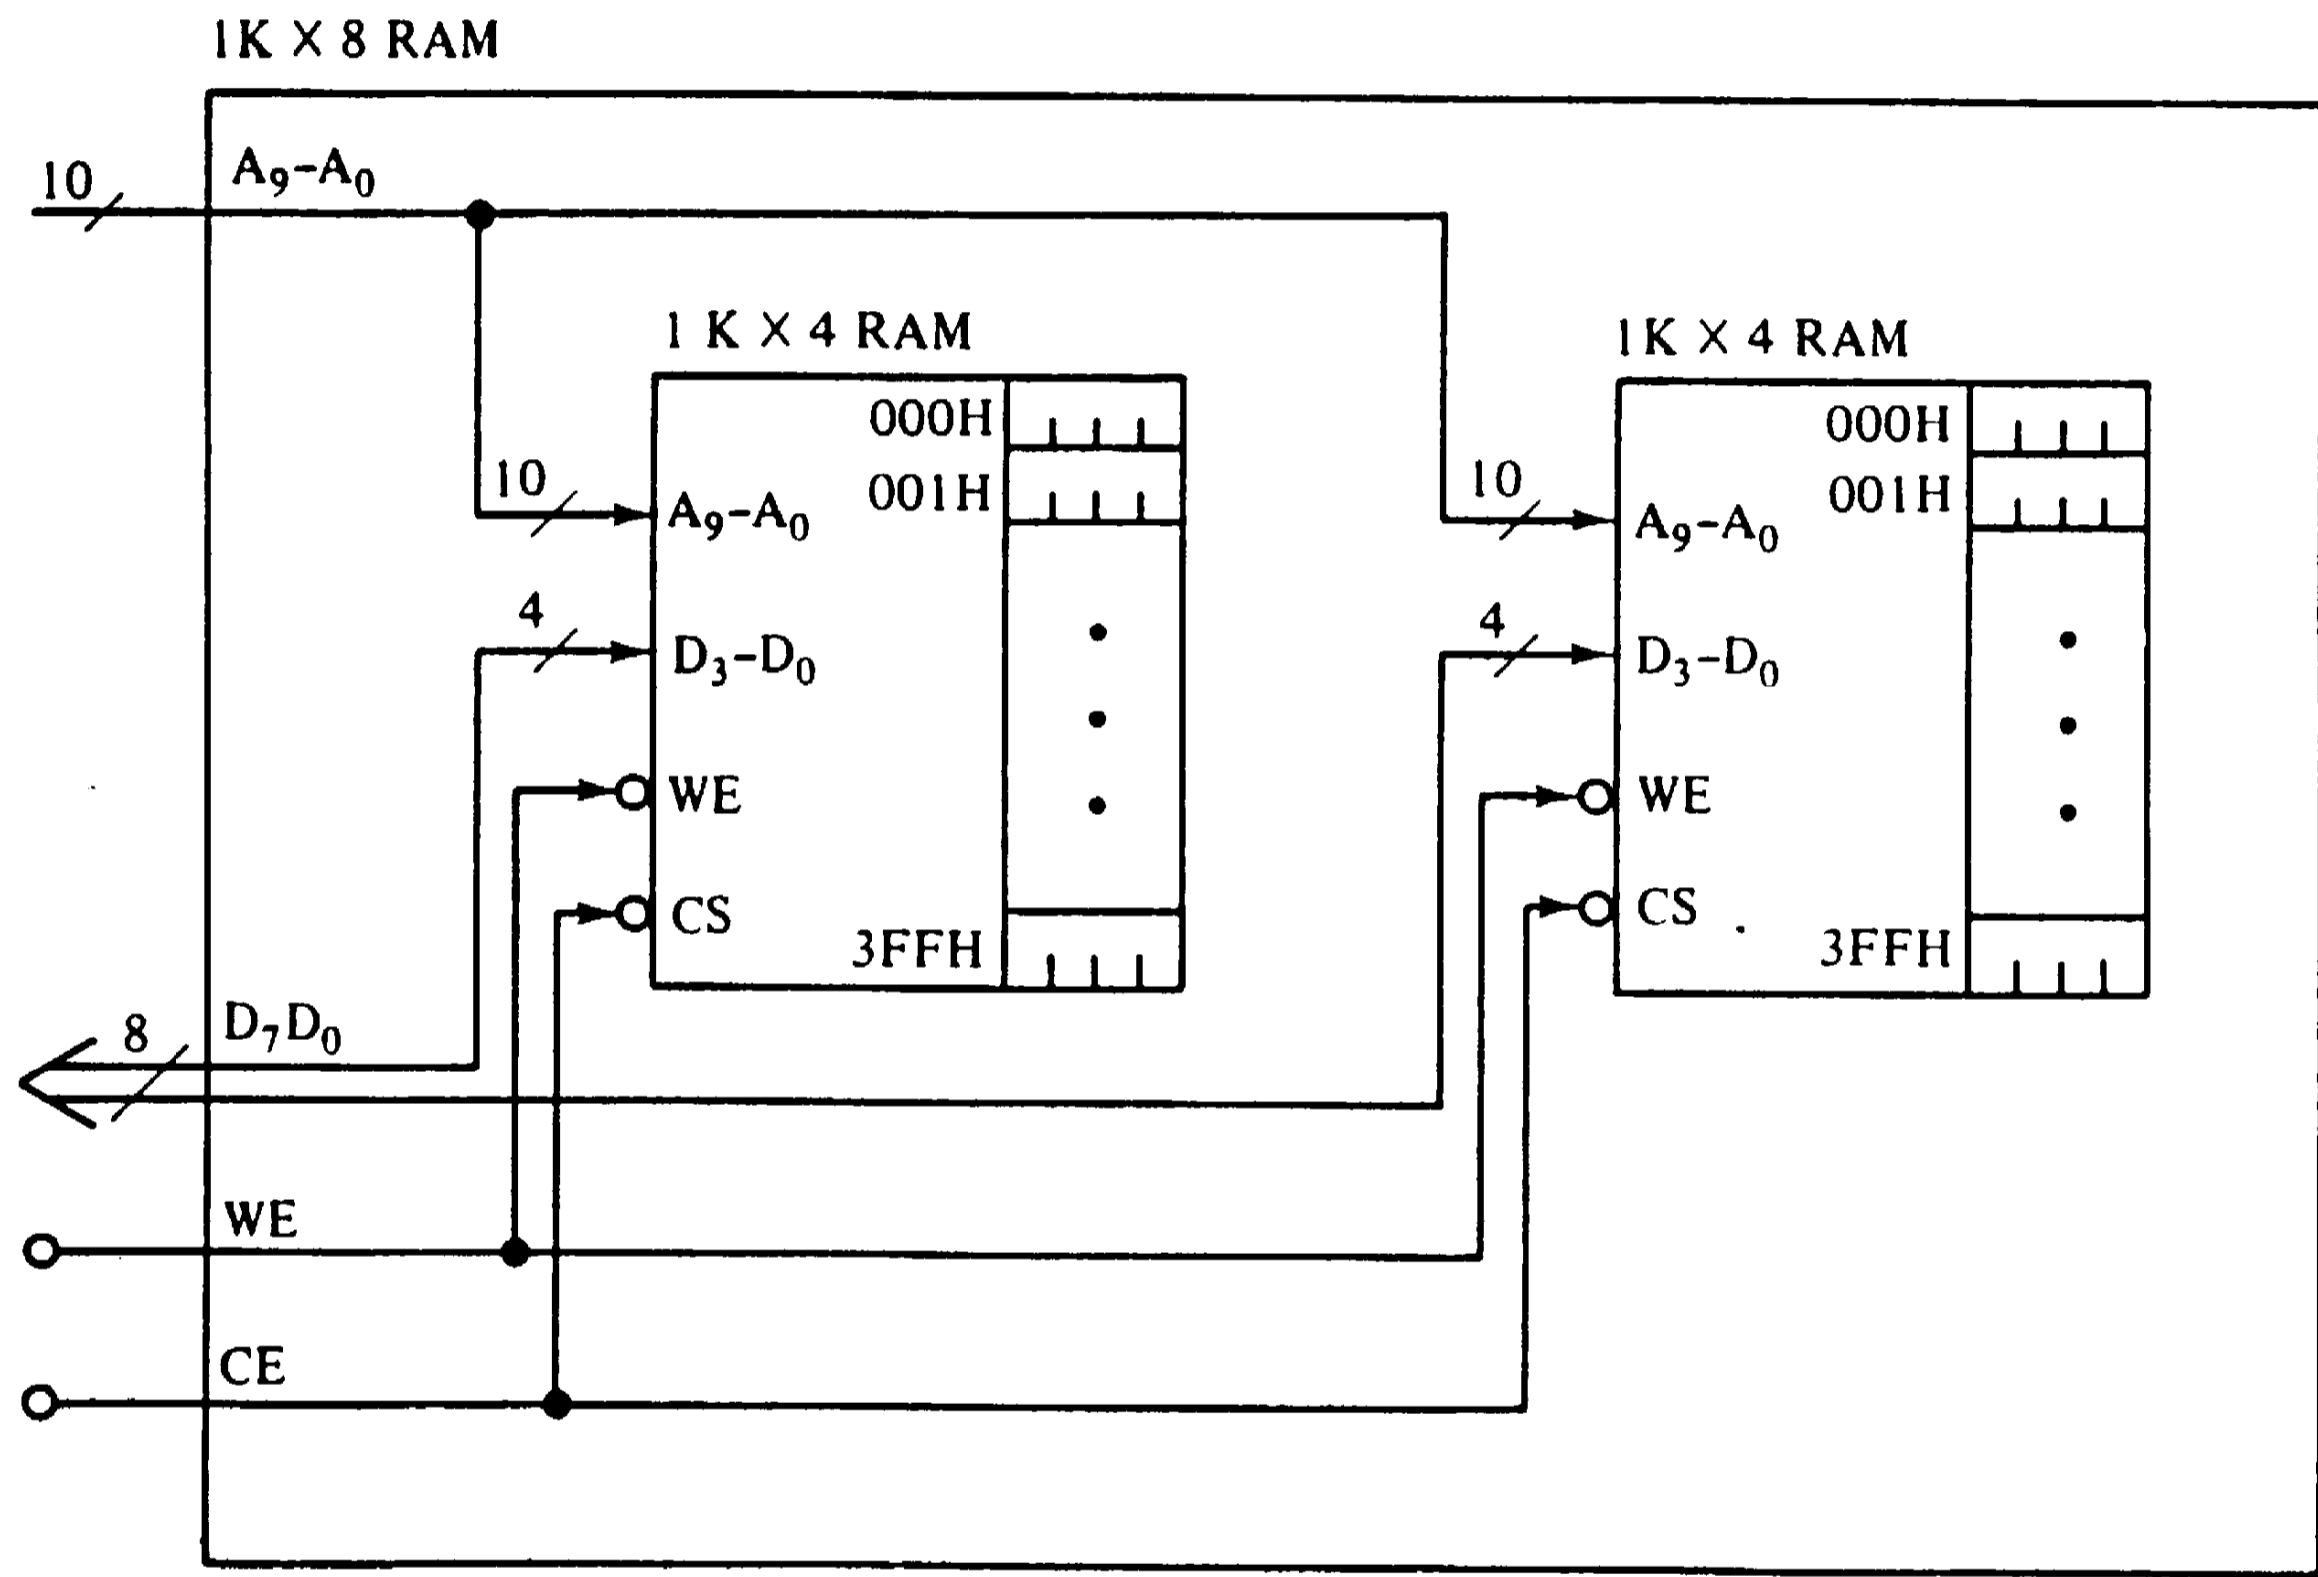 1K × 8 RAM
10
A₉-A₀
1 K × 4 RAM
000H
001H
10
A₉-A₀
4
D₃-D₀
WE
CS
3FFH
1K × 4 RAM
000H
001H
10
A₉-A₀
4
D₃-D₀
WE
CS
3FFH
8
D₇D₀
WE
CE